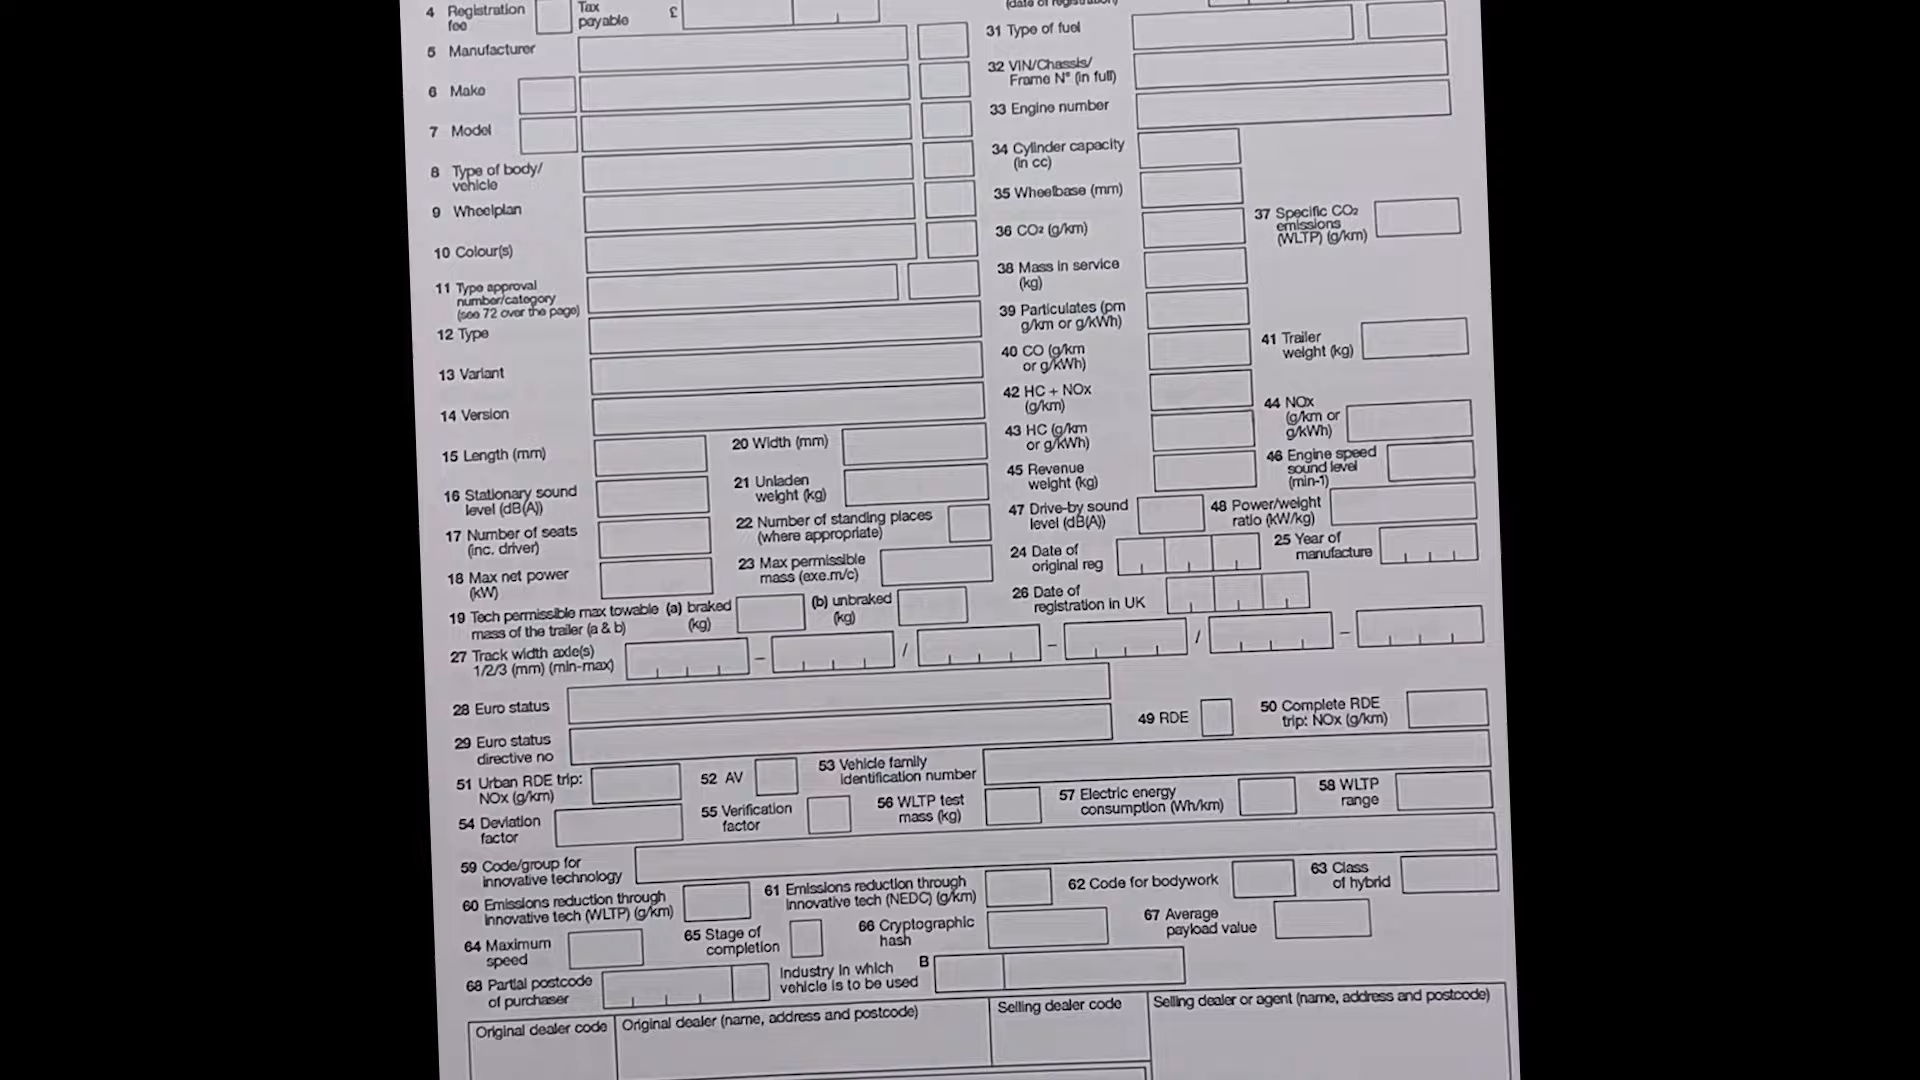 4 Registration fee
Tax payable £
5 Manufacturer
6 Make
7 Model
8 Type of body/
vehicle
9 Wheelplan
10 Colour(s)
11 Type approval
number/category
(see 72 over the page)
12 Type
13 Variant
14 Version
15 Length (mm)
20 Width (mm)
16 Stationary sound
level (dB(A))
21 Unladen
weight (kg)
17 Number of seats
(inc. driver)
22 Number of standing places
(where appropriate)
18 Max net power
(kW)
23 Max permissible
mass (exe.m/c)
19 Tech permissible max towable (a) braked
mass of the trailer (a & b) (kg)
(b) unbraked
(kg)
(date of registration)
31 Type of fuel
32 VIN/Chassis/
Frame N° (in full)
33 Engine number
34 Cylinder capacity
(in cc)
35 Wheelbase (mm)
36 CO2 (g/km)
37 Specific CO2
emissions
(WLTP) (g/km)
38 Mass in service
(kg)
39 Particulates (pm
g/km or g/kWh)
40 CO (g/km
or g/kWh)
41 Trailer
weight (kg)
42 HC + NOx
(g/km)
43 HC (g/km
or g/kWh)
44 NOx
(g/km or
g/kWh)
45 Revenue
weight (kg)
46 Engine speed
sound level
(min-1)
47 Drive-by sound
level (dB(A))
48 Power/weight
ratio (kW/kg)
24 Date of
original reg
25 Year of
manufacture
26 Date of
registration in UK
27 Track width axle(s)
1/2/3 (mm) (min-max)
– / – / –
28 Euro status
29 Euro status
directive no
49 RDE
50 Complete RDE
trip: NOx (g/km)
51 Urban RDE trip:
NOx (g/km)
52 AV
53 Vehicle family
identification number
54 Deviation
factor
55 Verification
factor
56 WLTP test
mass (kg)
57 Electric energy
consumption (Wh/km)
58 WLTP
range
59 Code/group for
innovative technology
60 Emissions reduction through
innovative tech (WLTP) (g/km)
61 Emissions reduction through
innovative tech (NEDC) (g/km)
62 Code for bodywork
63 Class
of hybrid
64 Maximum
speed
65 Stage of
completion
66 Cryptographic
hash
67 Average
payload value
68 Partial postcode
of purchaser
Industry in which
vehicle is to be used
B
Original dealer code
Original dealer (name, address and postcode)
Selling dealer code
Selling dealer or agent (name, address and postcode)